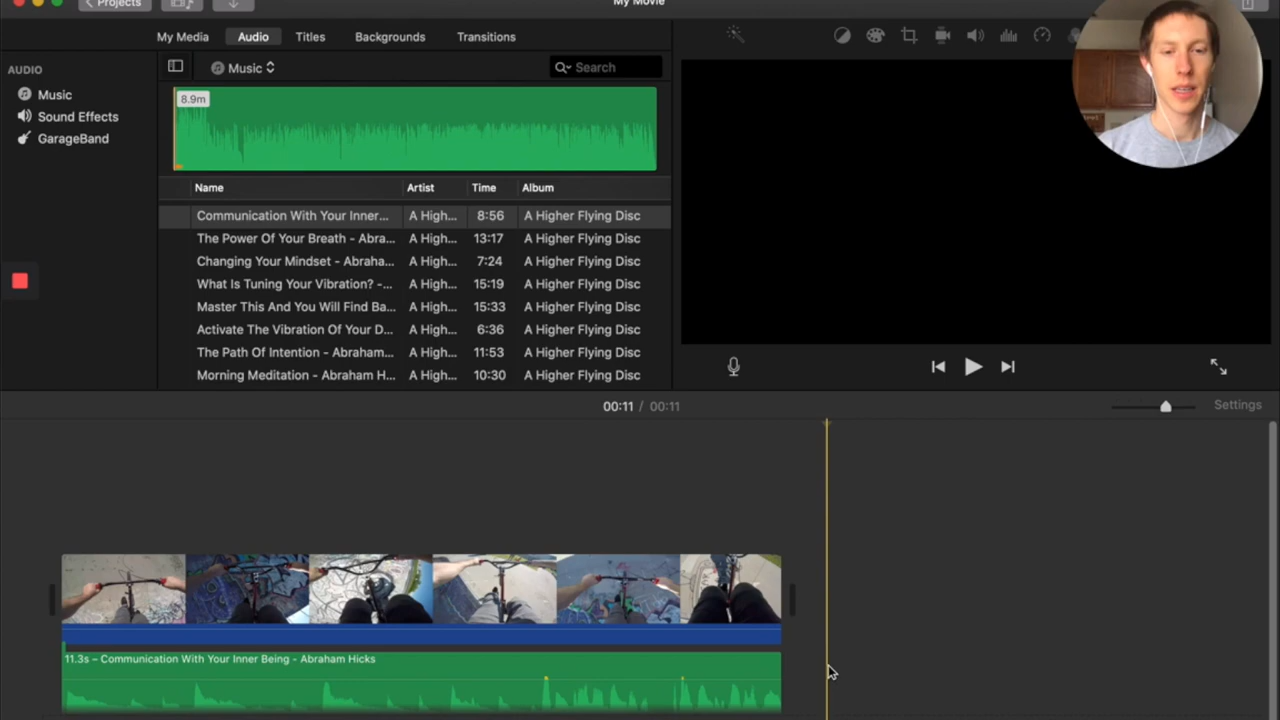 Projects
My Movie
My Media Audio Titles Backgrounds Transitions
AUDIO
Music
Sound Effects
GarageBand
Music
Search
8.9m
Name Artist Time Album
Communication With Your Inner... A High... 8:56 A Higher Flying Disc
The Power Of Your Breath - Abra... A High... 13:17 A Higher Flying Disc
Changing Your Mindset - Abraha... A High... 7:24 A Higher Flying Disc
What Is Tuning Your Vibration? -... A High... 15:19 A Higher Flying Disc
Master This And You Will Find Ba... A High... 15:33 A Higher Flying Disc
Activate The Vibration Of Your D... A High... 6:36 A Higher Flying Disc
The Path Of Intention - Abraham... A High... 11:53 A Higher Flying Disc
Morning Meditation - Abraham H... A High... 10:30 A Higher Flying Disc
00:11 / 00:11
Settings
11.3s – Communication With Your Inner Being - Abraham Hicks